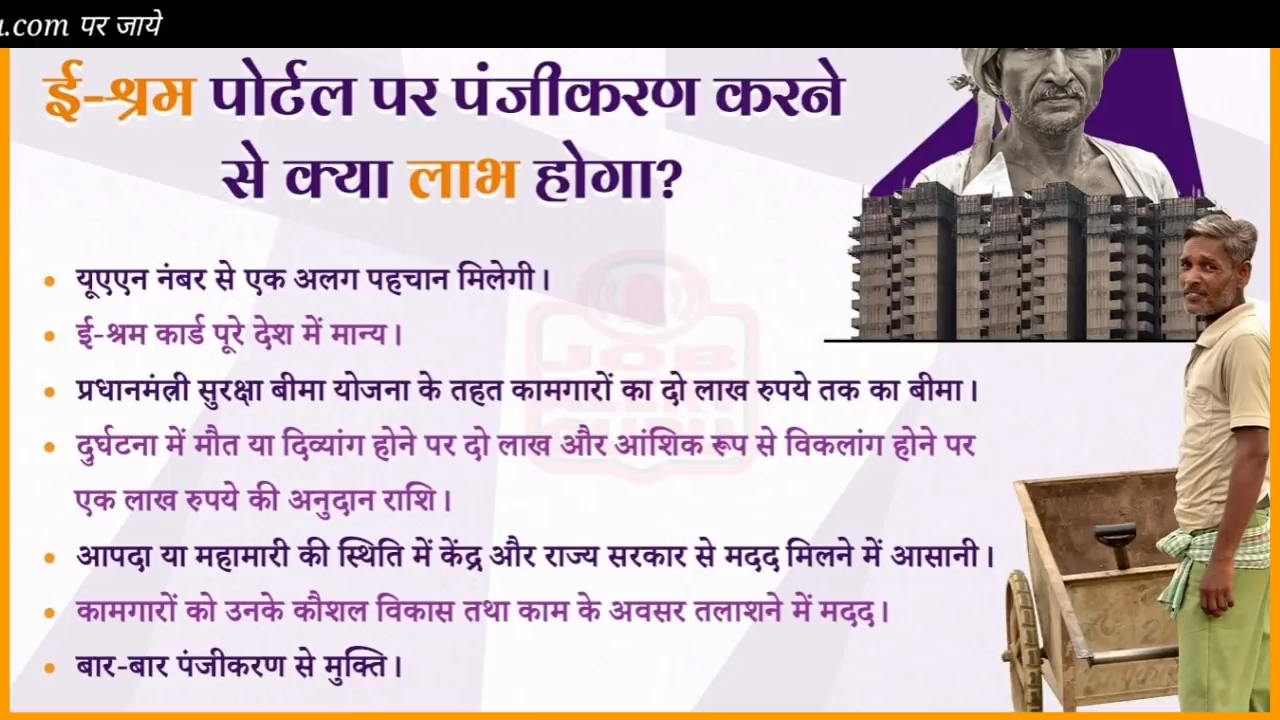 .com पर जाये
ई-श्रम पोर्टल पर पंजीकरण करने
से क्या लाभ होगा?
• यूएएन नंबर से एक अलग पहचान मिलेगी।
• ई-श्रम कार्ड पूरे देश में मान्य।
• प्रधानमंत्री सुरक्षा बीमा योजना के तहत कामगारों का दो लाख रुपये तक का बीमा।
• दुर्घटना में मौत या दिव्यांग होने पर दो लाख और आंशिक रूप से विकलांग होने पर
एक लाख रुपये की अनुदान राशि।
• आपदा या महामारी की स्थिति में केंद्र और राज्य सरकार से मदद मिलने में आसानी।
• कामगारों को उनके कौशल विकास तथा काम के अवसर तलाशने में मदद।
• बार-बार पंजीकरण से मुक्ति।
JOB